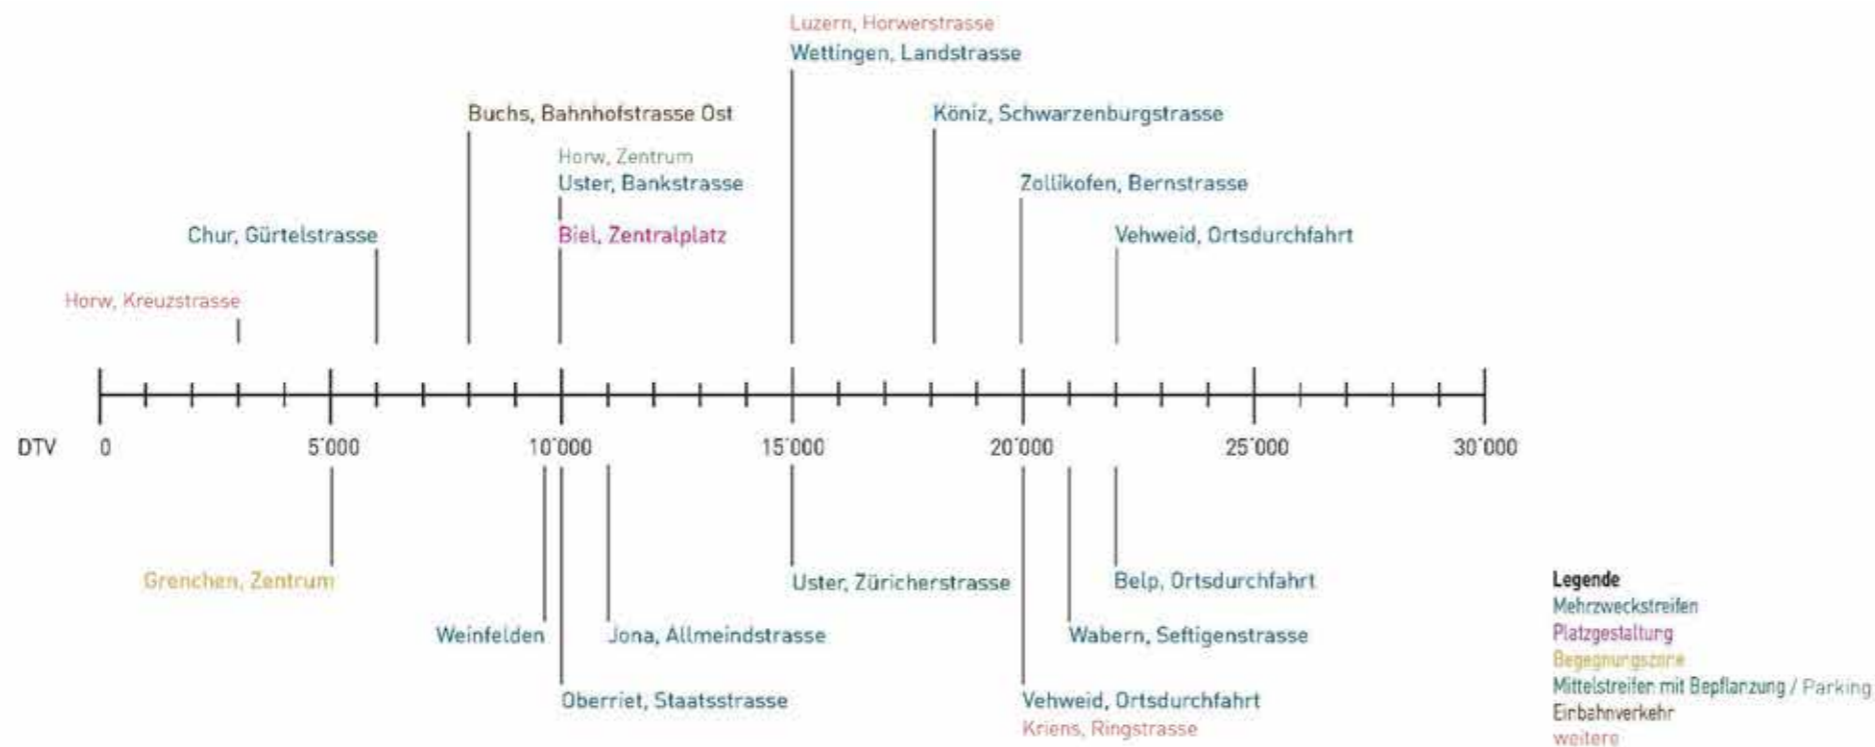 Luzern, Horwerstrasse
Wettingen, Landstrasse
Buchs, Bahnhofstrasse Ost
Köniz, Schwarzenburgstrasse
Horw, Zentrum
Uster, Bankstrasse
Zollikofen, Bernstrasse
Chur, Gürtelstrasse
Biel, Zentralplatz
Vehweid, Ortsdurchfahrt
Horw, Kreuzstrasse
DTV 0 5'000 10'000 15'000 20'000 25'000 30'000
Grenchen, Zentrum
Uster, Züricherstrasse
Belp, Ortsdurchfahrt
Weinfelden
Jona, Allmeindstrasse
Wabern, Seftigenstrasse
Oberriet, Staatsstrasse
Vehweid, Ortsdurchfahrt
Kriens, Ringstrasse
Legende
Mehrzweckstreifen
Platzgestaltung
Begegnungszone
Mittelstreifen mit Bepflanzung / Parking
Einbahnverkehr
weitere